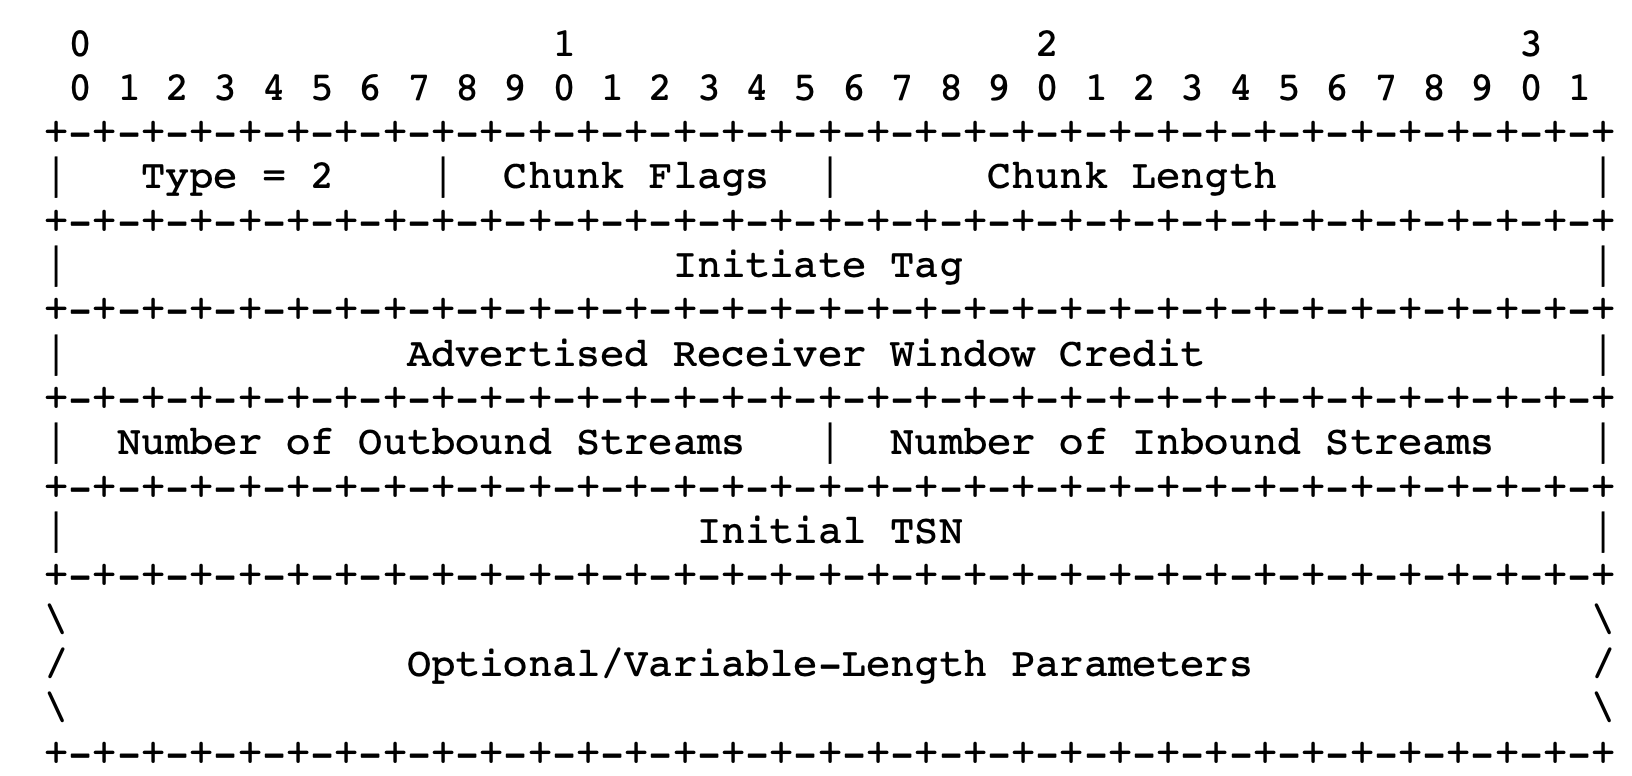 0                   1                   2                   3
 0 1 2 3 4 5 6 7 8 9 0 1 2 3 4 5 6 7 8 9 0 1 2 3 4 5 6 7 8 9 0 1
+-+-+-+-+-+-+-+-+-+-+-+-+-+-+-+-+-+-+-+-+-+-+-+-+-+-+-+-+-+-+-+-+
|   Type = 2    |  Chunk Flags  |      Chunk Length             |
+-+-+-+-+-+-+-+-+-+-+-+-+-+-+-+-+-+-+-+-+-+-+-+-+-+-+-+-+-+-+-+-+
|                         Initiate Tag                          |
+-+-+-+-+-+-+-+-+-+-+-+-+-+-+-+-+-+-+-+-+-+-+-+-+-+-+-+-+-+-+-+-+
|              Advertised Receiver Window Credit                |
+-+-+-+-+-+-+-+-+-+-+-+-+-+-+-+-+-+-+-+-+-+-+-+-+-+-+-+-+-+-+-+-+
|  Number of Outbound Streams   |  Number of Inbound Streams    |
+-+-+-+-+-+-+-+-+-+-+-+-+-+-+-+-+-+-+-+-+-+-+-+-+-+-+-+-+-+-+-+-+
|                          Initial TSN                          |
+-+-+-+-+-+-+-+-+-+-+-+-+-+-+-+-+-+-+-+-+-+-+-+-+-+-+-+-+-+-+-+-+
\                                                               \
/              Optional/Variable-Length Parameters              /
\                                                               \
+-+-+-+-+-+-+-+-+-+-+-+-+-+-+-+-+-+-+-+-+-+-+-+-+-+-+-+-+-+-+-+-+